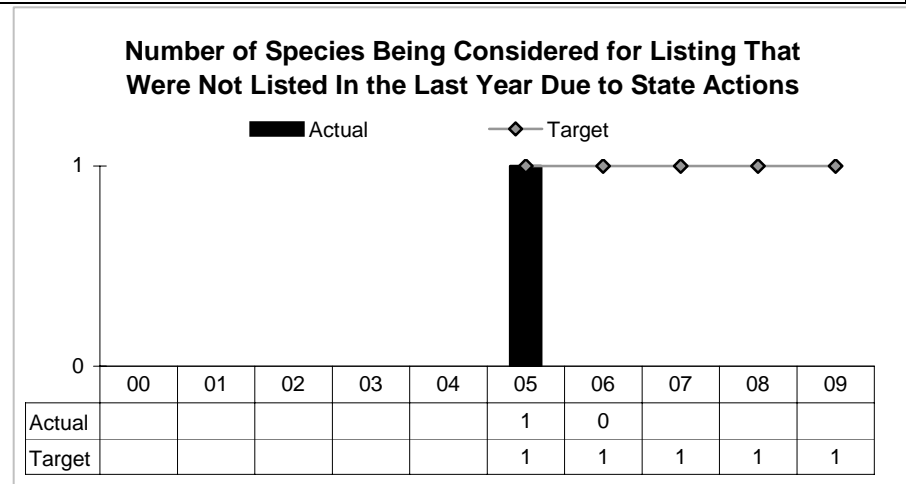 Number of Species Being Considered for Listing That
Were Not Listed In the Last Year Due to State Actions
Actual Target
1
0
00 01 02 03 04 05 06 07 08 09
Actual 1 0
Target 1 1 1 1 1